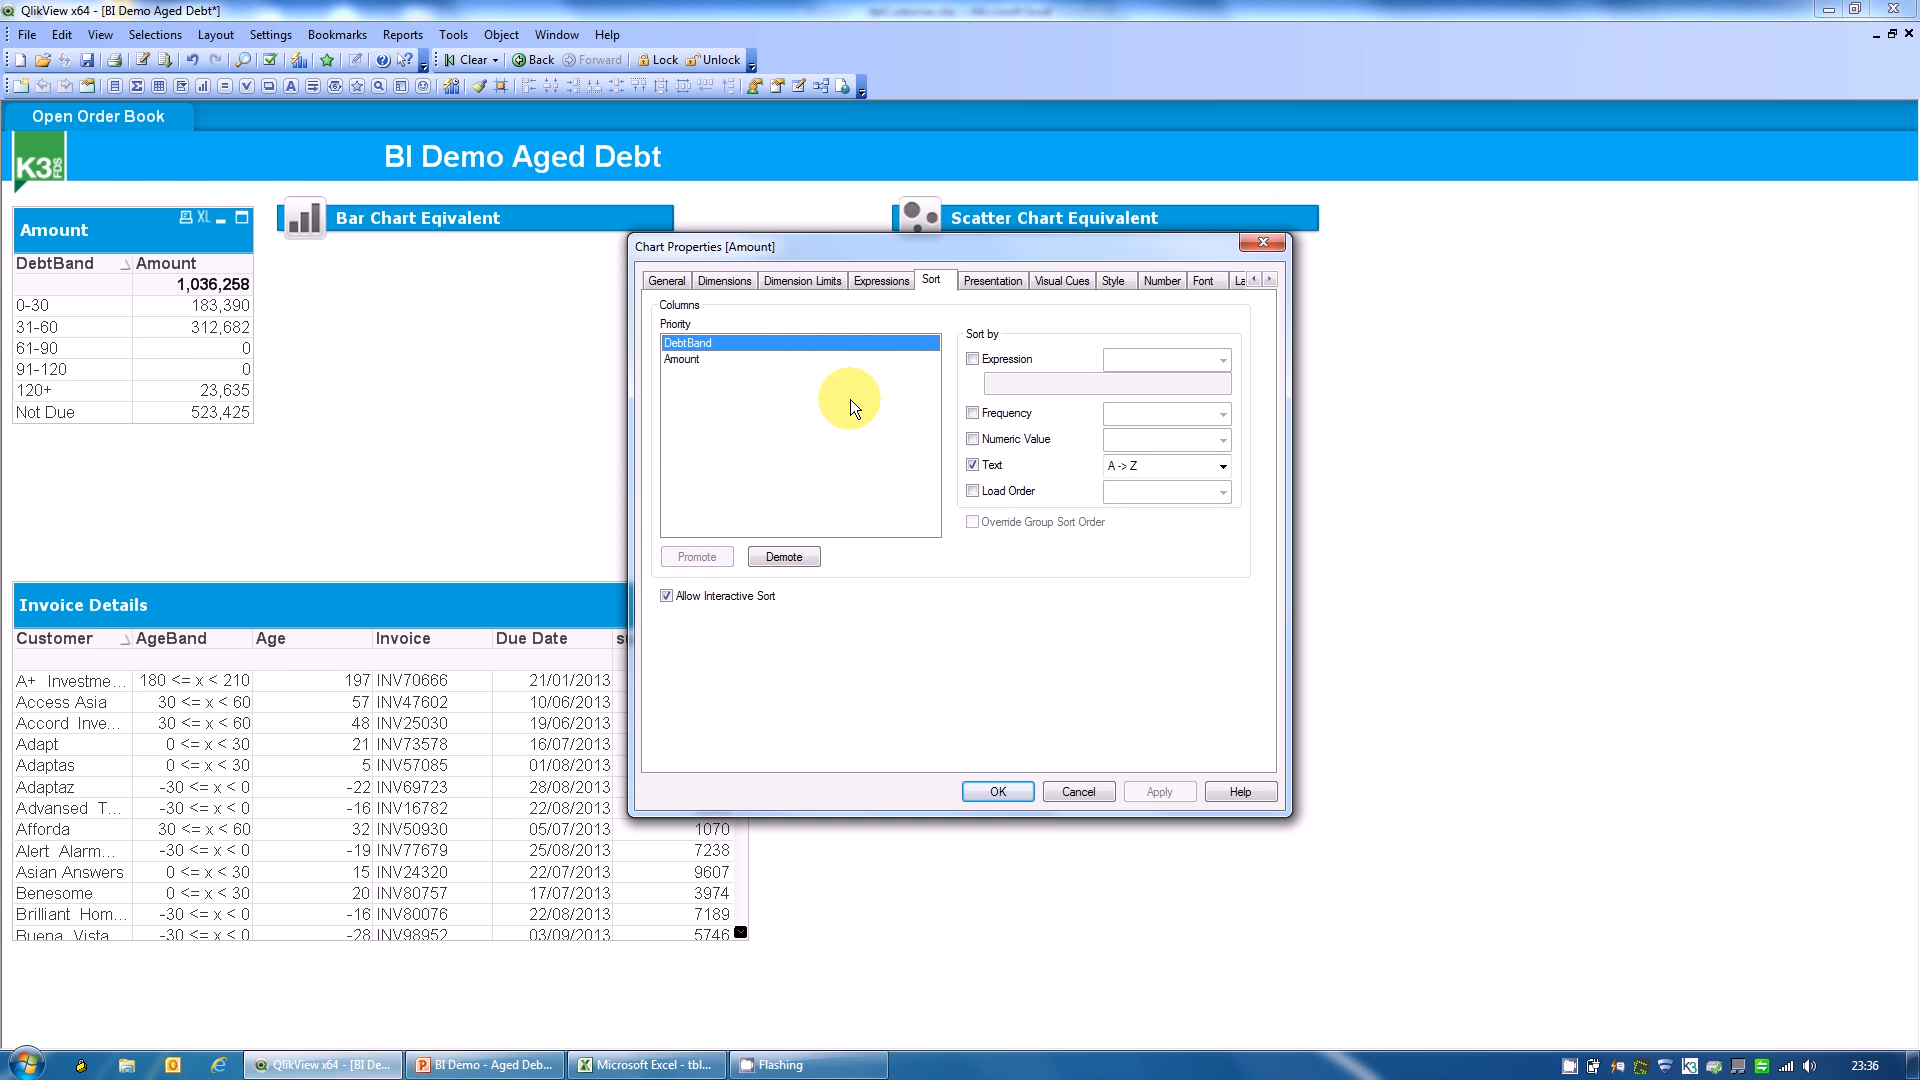 QlikView x64 - [BI Demo Aged Debt*]
File Edit View Selections Layout Settings Bookmarks Reports Tools Object Window Help
Clear Back Forward Lock Unlock
Open Order Book
K3 FDS
BI Demo Aged Debt
Amount XL
Bar Chart Eqivalent
Scatter Chart Equivalent
DebtBand Amount
1,036,258
0-30 183,390
31-60 312,682
61-90 0
91-120 0
120+ 23,635
Not Due 523,425
Chart Properties [Amount]
General Dimensions Dimension Limits Expressions Sort Presentation Visual Cues Style Number Font La
Columns
Priority
DebtBand
Amount
Sort by
Expression
Frequency
Numeric Value
Text A -> Z
Load Order
Override Group Sort Order
Promote Demote
Allow Interactive Sort
OK Cancel Apply Help
Invoice Details
Customer AgeBand Age Invoice Due Date
A+ Investme... 180 <= x < 210 197 INV70666 21/01/2013
Access Asia 30 <= x < 60 57 INV47602 10/06/2013
Accord Inve... 30 <= x < 60 48 INV25030 19/06/2013
Adapt 0 <= x < 30 21 INV73578 16/07/2013
Adaptas 0 <= x < 30 5 INV57085 01/08/2013
Adaptaz -30 <= x < 0 -22 INV69723 28/08/2013
Advansed T... -30 <= x < 0 -16 INV16782 22/08/2013
Afforda 30 <= x < 60 32 INV50930 05/07/2013 1070
Alert Alarm... -30 <= x < 0 -19 INV77679 25/08/2013 7238
Asian Answers 0 <= x < 30 15 INV24320 22/07/2013 9607
Benesome 0 <= x < 30 20 INV80757 17/07/2013 3974
Brilliant Hom... -30 <= x < 0 -16 INV80076 22/08/2013 7189
Buena Vista -30 <= x < 0 -28 INV98952 03/09/2013 5746
QlikView x64 - [BI De... BI Demo - Aged Deb... Microsoft Excel - tbl... Flashing K3 23:36